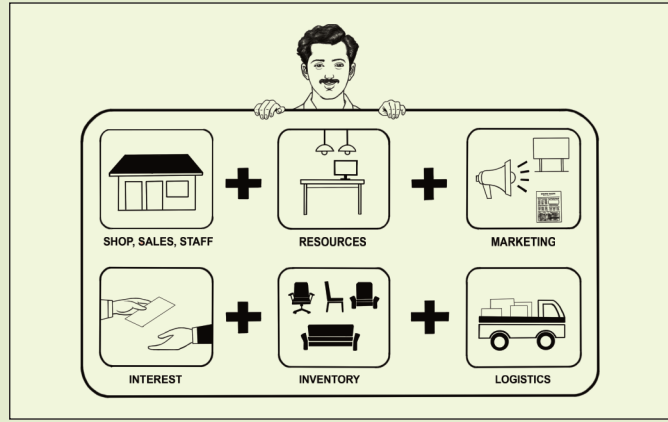 SHOP, SALES, STAFF
RESOURCES
MARKETING
INTEREST
INVENTORY
LOGISTICS